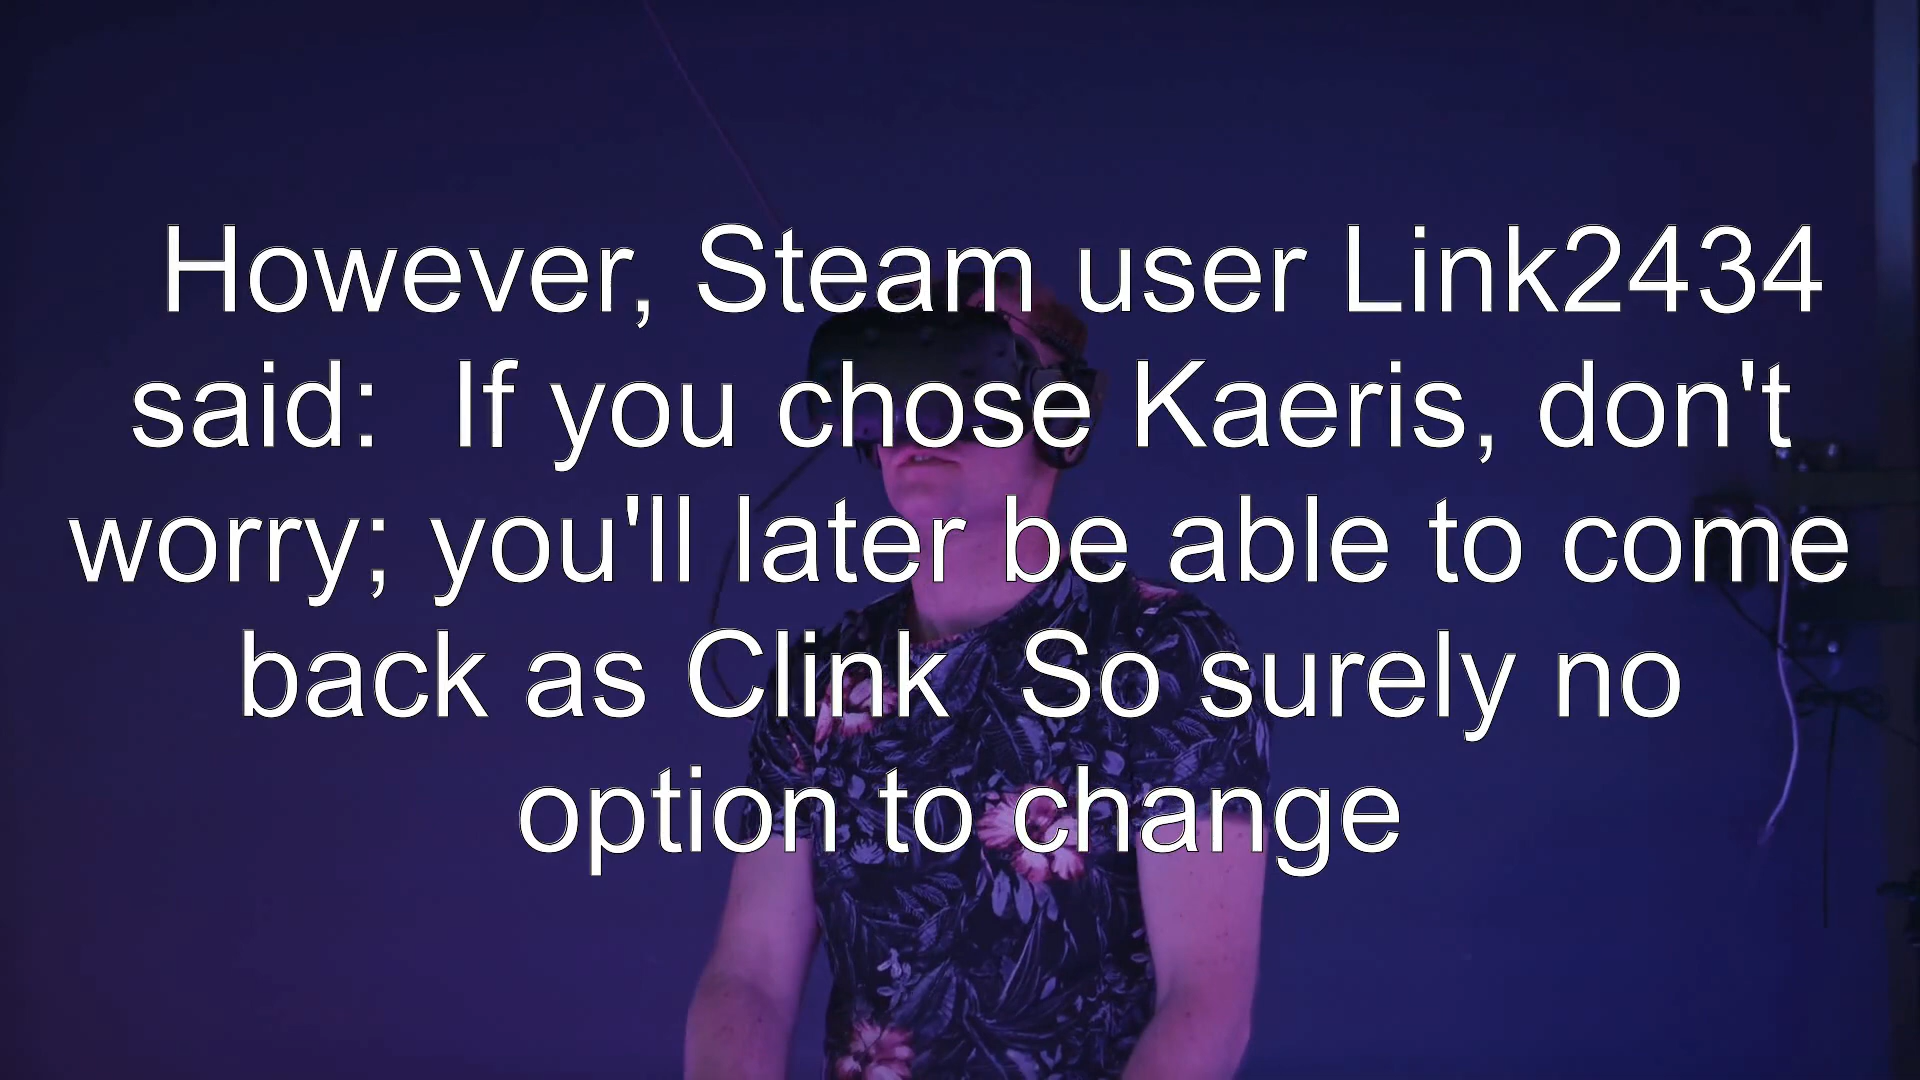 However, Steam user Link2434
said: If you chose Kaeris, don't
worry; you'll later be able to come
back as Clink So surely no
option to change